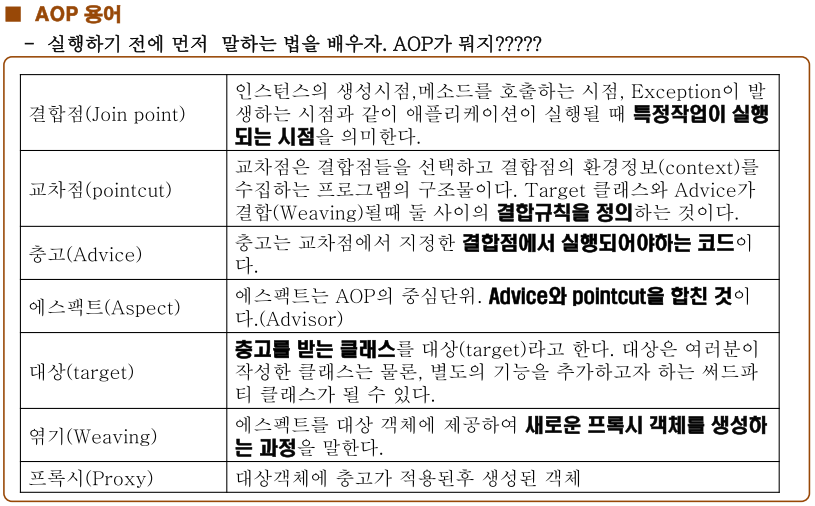 ■ AOP 용어
- 실행하기 전에 먼저 말하는 법을 배우자. AOP가 뭐지?????
결합점(Join point)
인스턴스의 생성시점,메소드를 호출하는 시점, Exception이 발
생하는 시점과 같이 애플리케이션이 실행될 때 특정작업이 실행
되는 시점을 의미한다.
교차점(pointcut)
교차점은 결합점들을 선택하고 결합점의 환경정보(context)를
수집하는 프로그램의 구조물이다. Target 클래스와 Advice가
결합(Weaving)될때 둘 사이의 결합규칙을 정의하는 것이다.
충고(Advice)
충고는 교차점에서 지정한 결합점에서 실행되어야하는 코드이
다.
에스팩트(Aspect)
에스팩트는 AOP의 중심단위. Advice와 pointcut을 합친 것이
다.(Advisor)
대상(target)
충고를 받는 클래스를 대상(target)라고 한다. 대상은 여러분이
작성한 클래스는 물론, 별도의 기능을 추가하고자 하는 써드파
티 클래스가 될 수 있다.
엮기(Weaving)
에스펙트를 대상 객체에 제공하여 새로운 프록시 객체를 생성하
는 과정을 말한다.
프록시(Proxy)
대상객체에 충고가 적용된후 생성된 객체